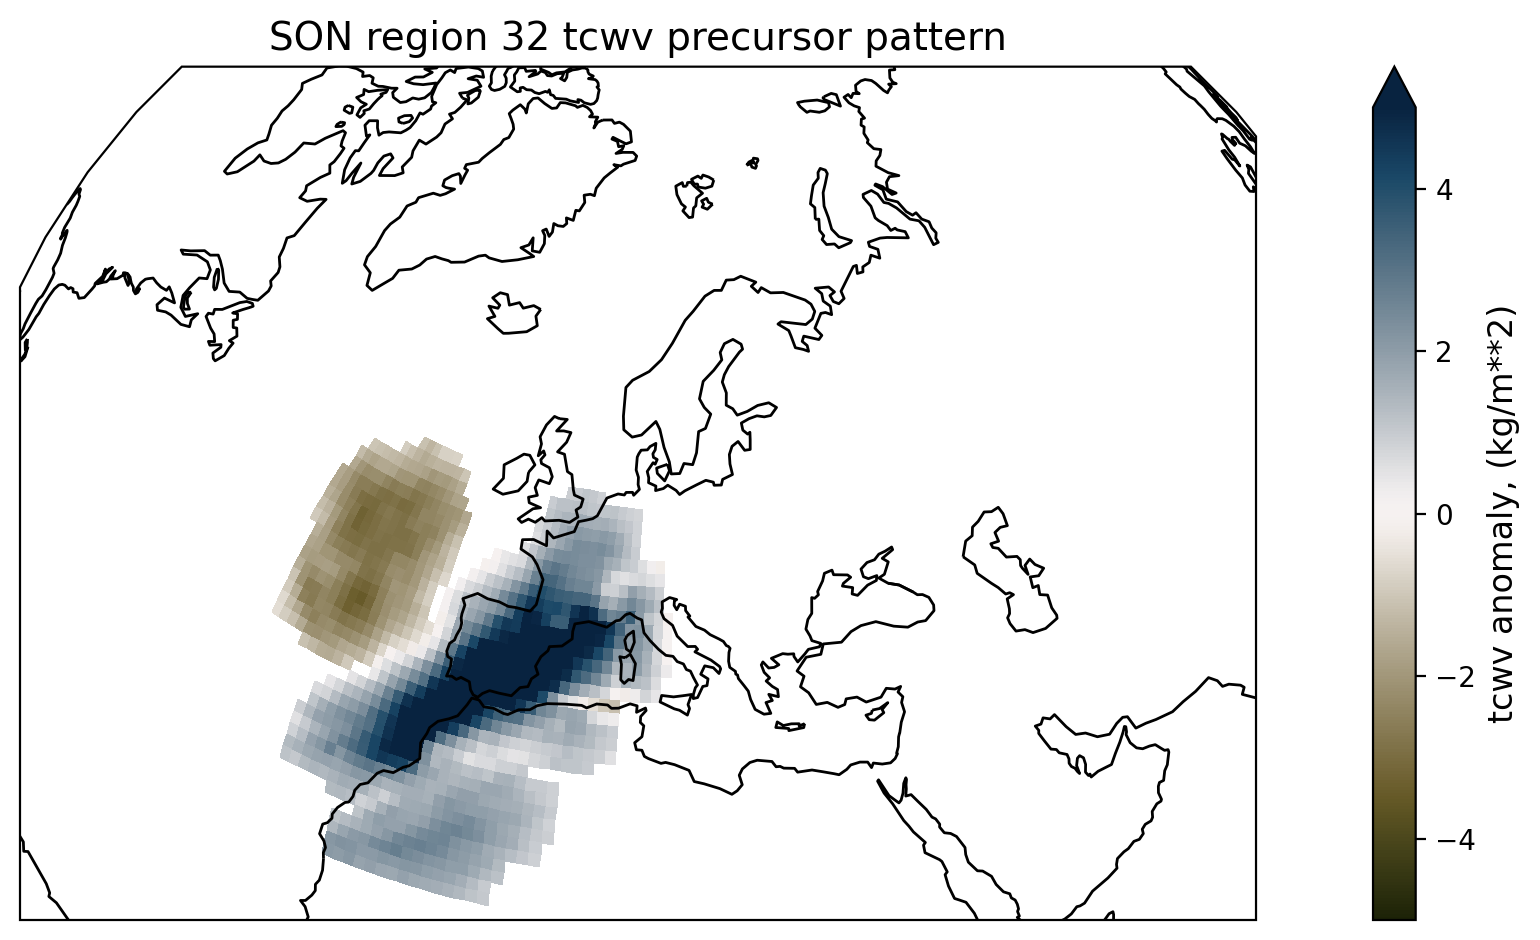 SON region 32 tcwv precursor pattern
4
2
0
−2
−4
tcwv anomaly, (kg/m**2)